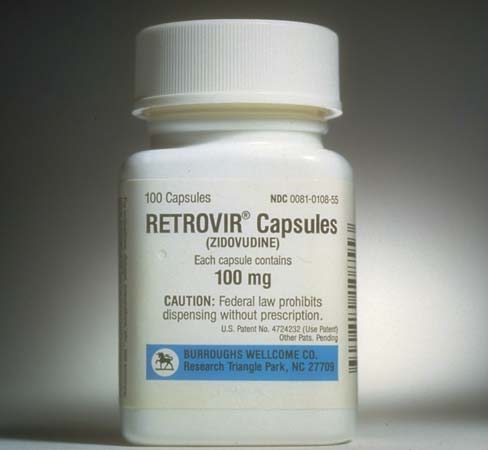 100 Capsules NDC 0081-0108-55
RETROVIR® Capsules
(ZIDOVUDINE)
Each capsule contains
100 mg
CAUTION: Federal law prohibits
dispensing without prescription.
U.S. Patent No. 4724232 (Use Patent)
Other Pats. Pending
BURROUGHS WELLCOME CO.
Research Triangle Park, NC 27709